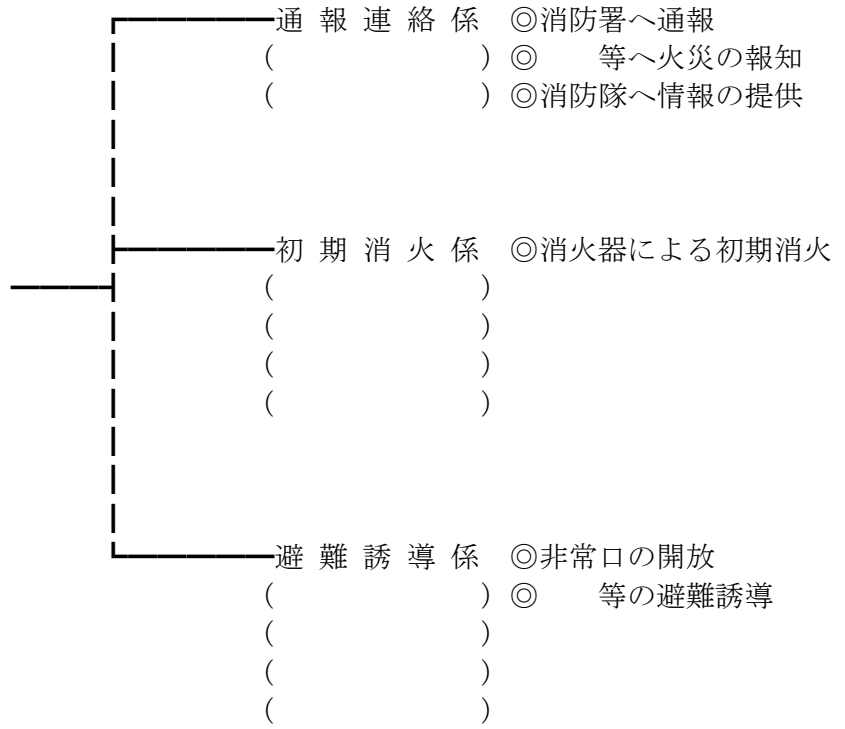 通報連絡係　◎消防署へ通報
（　　　　　　　）◎　　等へ火災の報知
（　　　　　　　）◎消防隊へ情報の提供
初期消火係　◎消火器による初期消火
（　　　　　　　）
（　　　　　　　）
（　　　　　　　）
（　　　　　　　）
避難誘導係　◎非常口の開放
（　　　　　　　）◎　　等の避難誘導
（　　　　　　　）
（　　　　　　　）
（　　　　　　　）